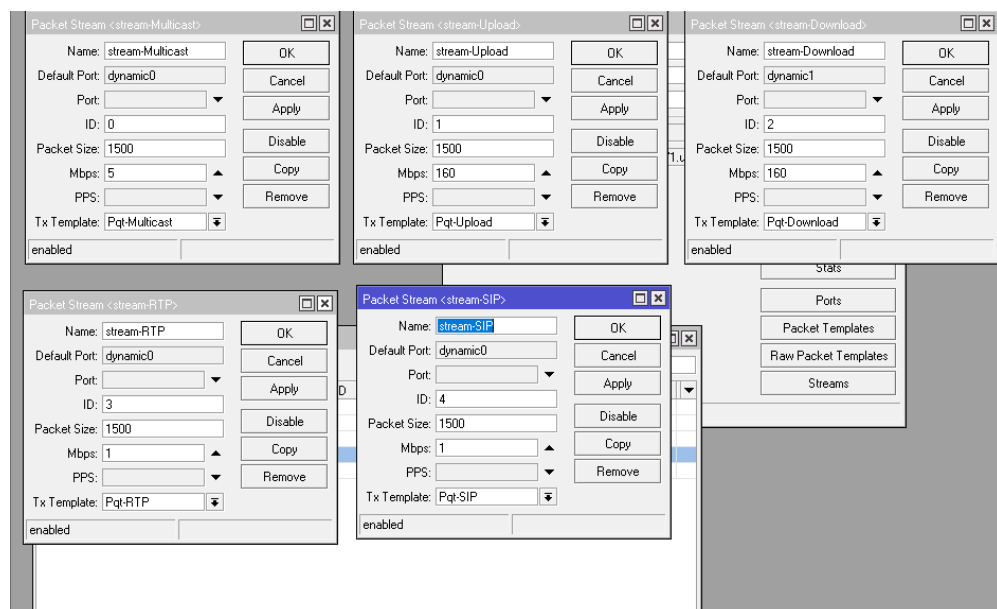 Packet Stream <stream-Multicast>
Name: stream-Multicast OK
Default Port: dynamic0 Cancel
Port: Apply
ID: 0
Packet Size: 1500 Disable
Mbps: 5 Copy
PPS: Remove
Tx Template: Pqt-Multicast
enabled
Packet Stream <stream-Upload>
Name: stream-Upload OK
Default Port: dynamic0 Cancel
Port: Apply
ID: 1
Packet Size: 1500 Disable
Mbps: 160 Copy
PPS: Remove
Tx Template: Pqt-Upload
enabled
Packet Stream <stream-Download>
Name: stream-Download OK
Default Port: dynamic1 Cancel
Port: Apply
ID: 2
Packet Size: 1500 Disable
Mbps: 160 Copy
PPS: Remove
Tx Template: Pqt-Download
enabled
Stats
Ports
Packet Templates
Raw Packet Templates
Streams
Packet Stream <stream-RTP>
Name: stream-RTP OK
Default Port: dynamic0 Cancel
Port: Apply
ID: 3
Packet Size: 1500 Disable
Mbps: 1 Copy
PPS: Remove
Tx Template: Pqt-RTP
enabled
Packet Stream <stream-SIP>
Name: stream-SIP OK
Default Port: dynamic0 Cancel
Port: Apply
ID: 4
Packet Size: 1500 Disable
Mbps: 1 Copy
PPS: Remove
Tx Template: Pqt-SIP
enabled